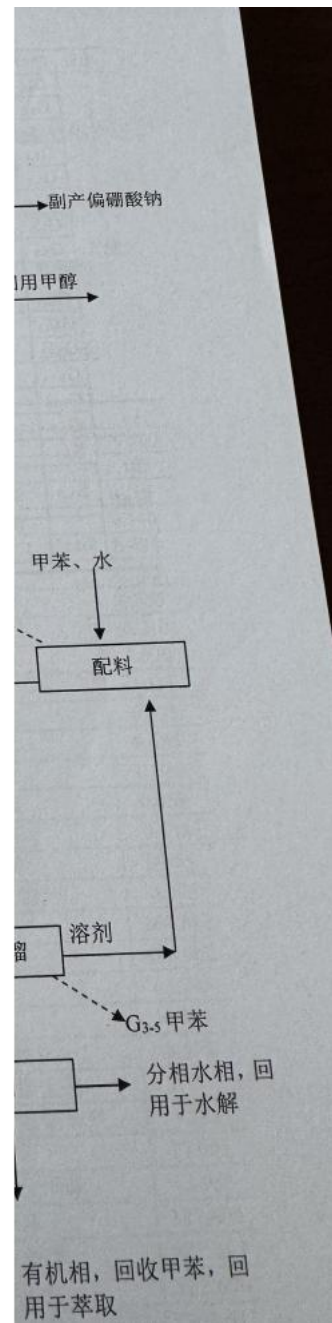 副产偏硼酸钠
用甲醇
甲苯、水
配料
溶剂
馏
G₃₋₅ 甲苯
分相水相，回
用于水解
有机相，回收甲苯，回
用于萃取